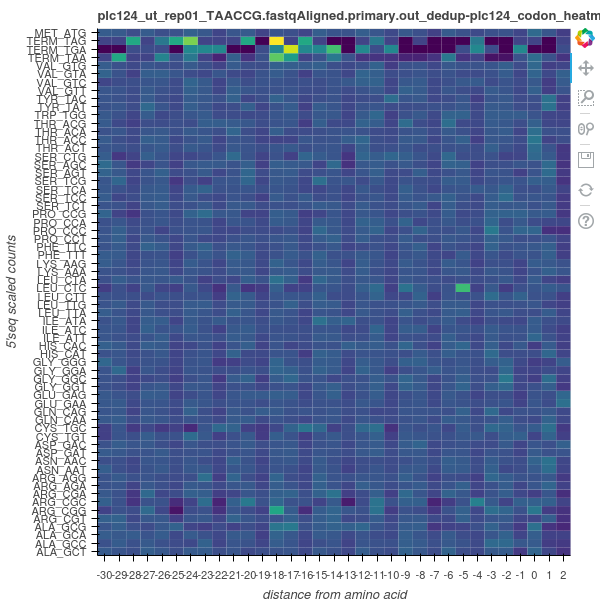 plc124_ut_rep01_TAACCG.fastqAligned.primary.out_dedup-plc124_codon_heatm
MET_ATG
TERM_TAG
TERM_TGA
TERM_TAA
VAL_GTG
VAL_GTA
VAL_GTC
VAL_GTT
TYR_TAC
TYR_TAT
TRP_TGG
THR_ACG
THR_ACA
THR_ACC
THR_ACT
SER_CTG
SER_AGC
SER_AGT
SER_TCG
SER_TCA
SER_TCC
SER_TCT
PRO_CCG
PRO_CCA
PRO_CCC
PRO_CCT
PHE_TTC
PHE_TTT
LYS_AAG
LYS_AAA
LEU_CTA
LEU_CTC
LEU_CTT
LEU_TTG
LEU_TTA
ILE_ATA
ILE_ATC
ILE_ATT
HIS_CAC
HIS_CAT
GLY_GGG
GLY_GGA
GLY_GGC
GLY_GGT
GLU_GAG
GLU_GAA
GLN_CAG
GLN_CAA
CYS_TGC
CYS_TGT
ASP_GAC
ASP_GAT
ASN_AAC
ASN_AAT
ARG_AGG
ARG_AGA
ARG_CGA
ARG_CGC
ARG_CGG
ARG_CGT
ALA_GCG
ALA_GCA
ALA_GCC
ALA_GCT
5'seq scaled counts
-30 -29 -28 -27 -26 -25 -24 -23 -22 -21 -20 -19 -18 -17 -16 -15 -14 -13 -12 -11 -10 -9 -8 -7 -6 -5 -4 -3 -2 -1 0 1 2
distance from amino acid